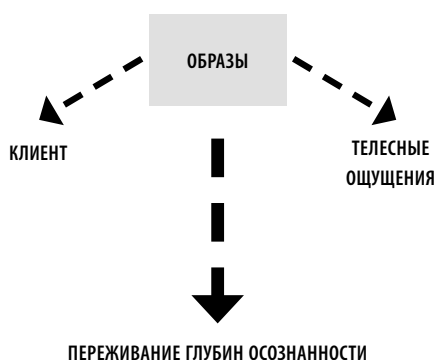 ОБРАЗЫ
КЛИЕНТ
ТЕЛЕСНЫЕ
ОЩУЩЕНИЯ
ПЕРЕЖИВАНИЕ ГЛУБИН ОСОЗНАННОСТИ